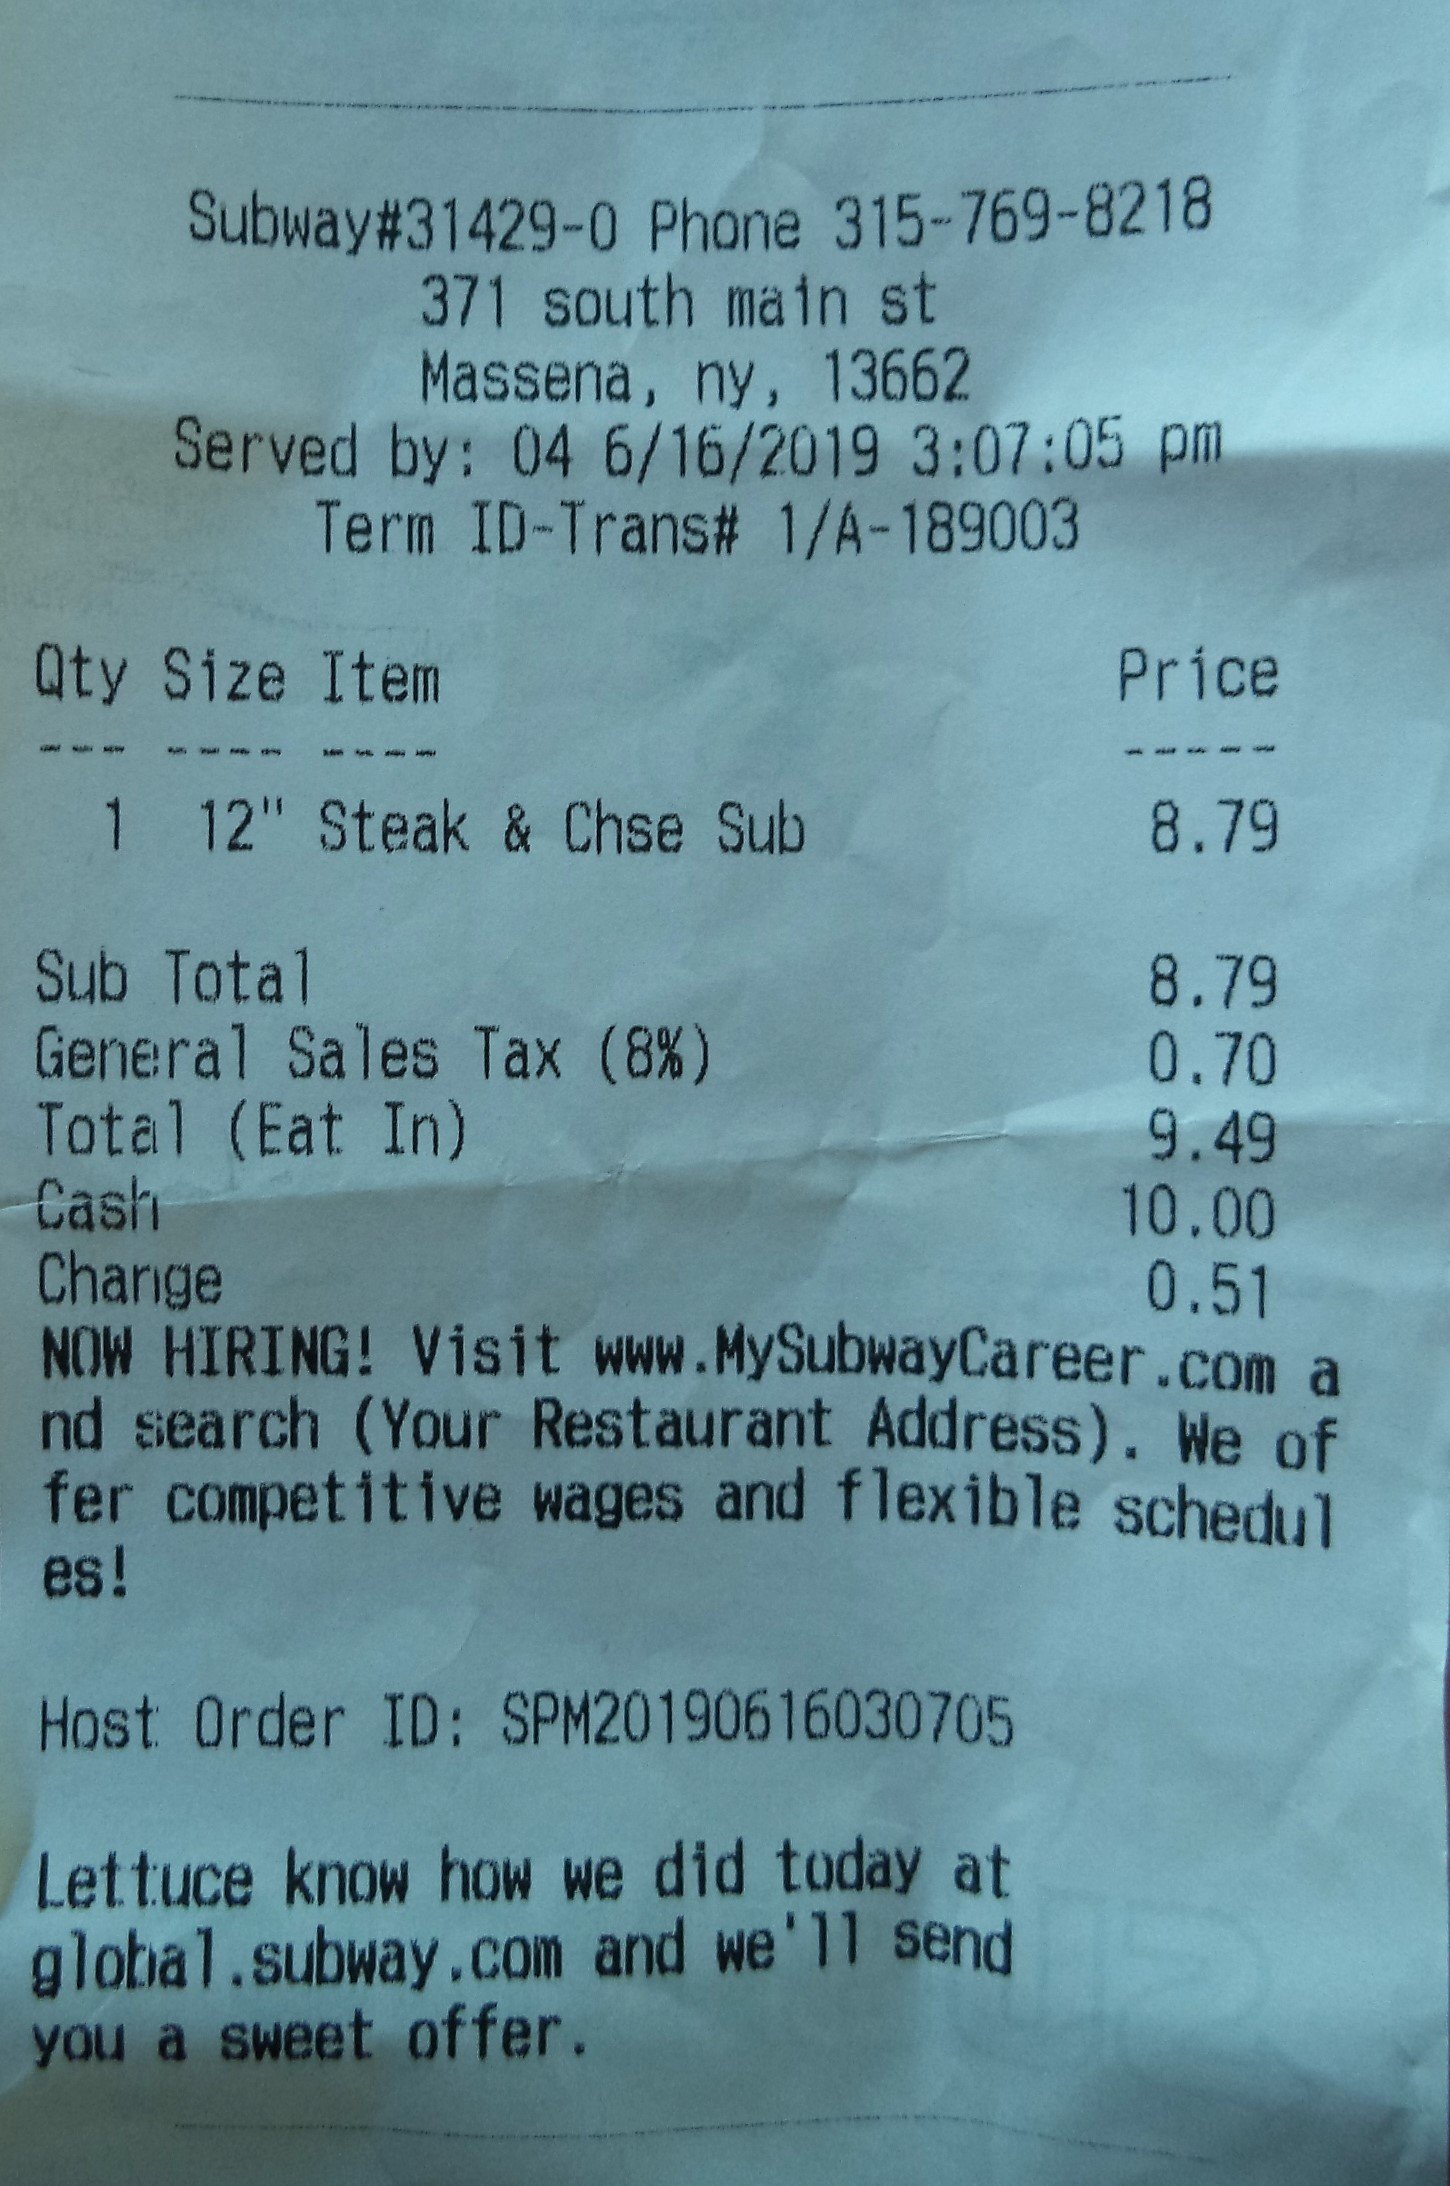 Subway#31429-0 Phone 315-769-8218
371 south main st
Massena, ny, 13662
Served by: 04 6/16/2019 3:07:05 pm
Term ID-Trans# 1/A-189003
Qty Size Item Price
--- ---- ---- -----
1 12" Steak & Chse Sub 8.79
Sub Total 8.79
General Sales Tax (8%) 0.70
Total (Eat In) 9.49
Cash 10.00
Change 0.51
NOW HIRING! Visit www.MySubwayCareer.com a
nd search (Your Restaurant Address). We of
fer competitive wages and flexible schedul
es!
Host Order ID: SPM20190616030705
Lettuce know how we did today at
global.subway.com and we'll send
you a sweet offer.